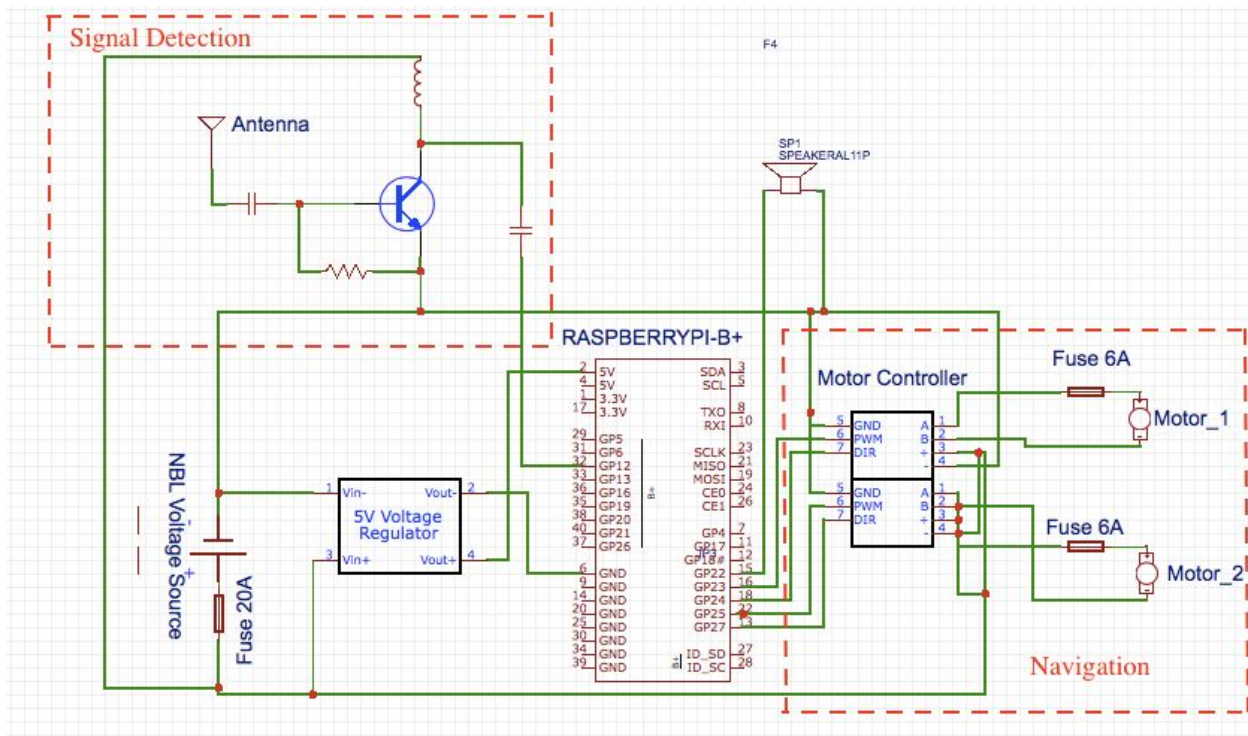 Signal Detection
F4
Antenna
SP1
SPEAKERAL11P
RASPBERRYPI-B+
2 5V SDA 3
4 5V SCL 5
1 3.3V
17 3.3V TXO 8
RXI 10
29 GP5
31 GP6 SCLK 23
32 GP12 MISO 21
33 GP13 MOSI 19
36 GP16 CE0 24
35 GP19 CE1 26
38 GP20
40 GP21 GP4 7
37 GP26 GP17 11
GP18# 12
6 GND GP22 15
9 GND GP23 16
14 GND GP24 18
20 GND GP25 22
25 GND GP27 13
30 GND
34 GND ID_SD 27
39 GND ID_SC 28
B+
B+
Motor Controller
Fuse 6A
Motor_1
5 GND A 1
6 PWM B 2
7 DIR + 3
- 4
5 GND A 1
6 PWM B 2
7 DIR + 3
- 4
Fuse 6A
Motor_2
Navigation
1 Vin- Vout- 2
5V Voltage
Regulator
3 Vin+ Vout+ 4
NBL Voltage Source
-
+
Fuse 20A